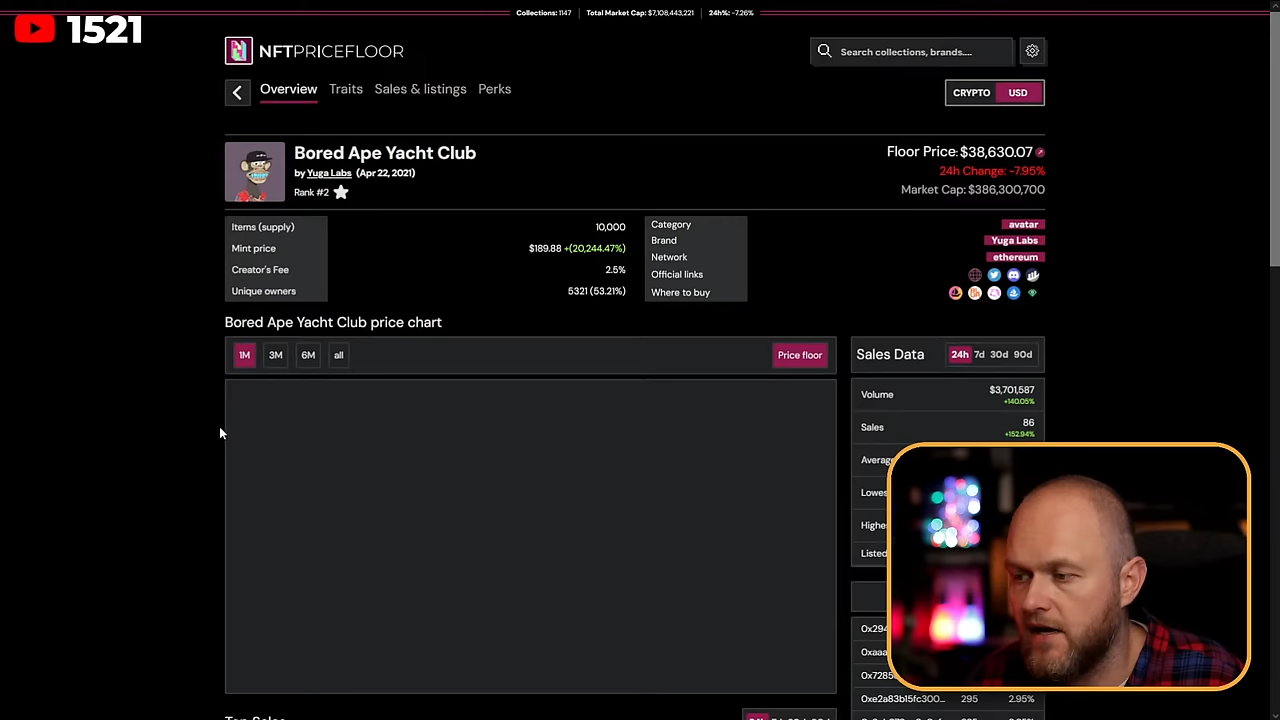 Collections: 1147 Total Market Cap: $7,108,443,221 24h%: -7.26%
1521
NFTPRICEFLOOR
Search collections, brands....
Overview Traits Sales & listings Perks
CRYPTO USD
Bored Ape Yacht Club
by Yuga Labs (Apr 22, 2021)
Rank #2
Floor Price: $38,630.07
24h Change: -7.95%
Market Cap: $386,300,700
Items (supply) 10,000
Mint price $189.88 +(20,244.47%)
Creator's Fee 2.5%
Unique owners 5321 (53.21%)
Category avatar
Brand Yuga Labs
Network ethereum
Official links
Where to buy
Bored Ape Yacht Club price chart
1M 3M 6M all Price floor
Sales Data 24h 7d 30d 90d
Volume $3,701,587
+140.05%
Sales 86
+152.94%
Averag
Lowes
Highe
Listed
0x294
0xaaa
0x7285
0xe2a83b15fc300... 295 2.95%
Top Sales